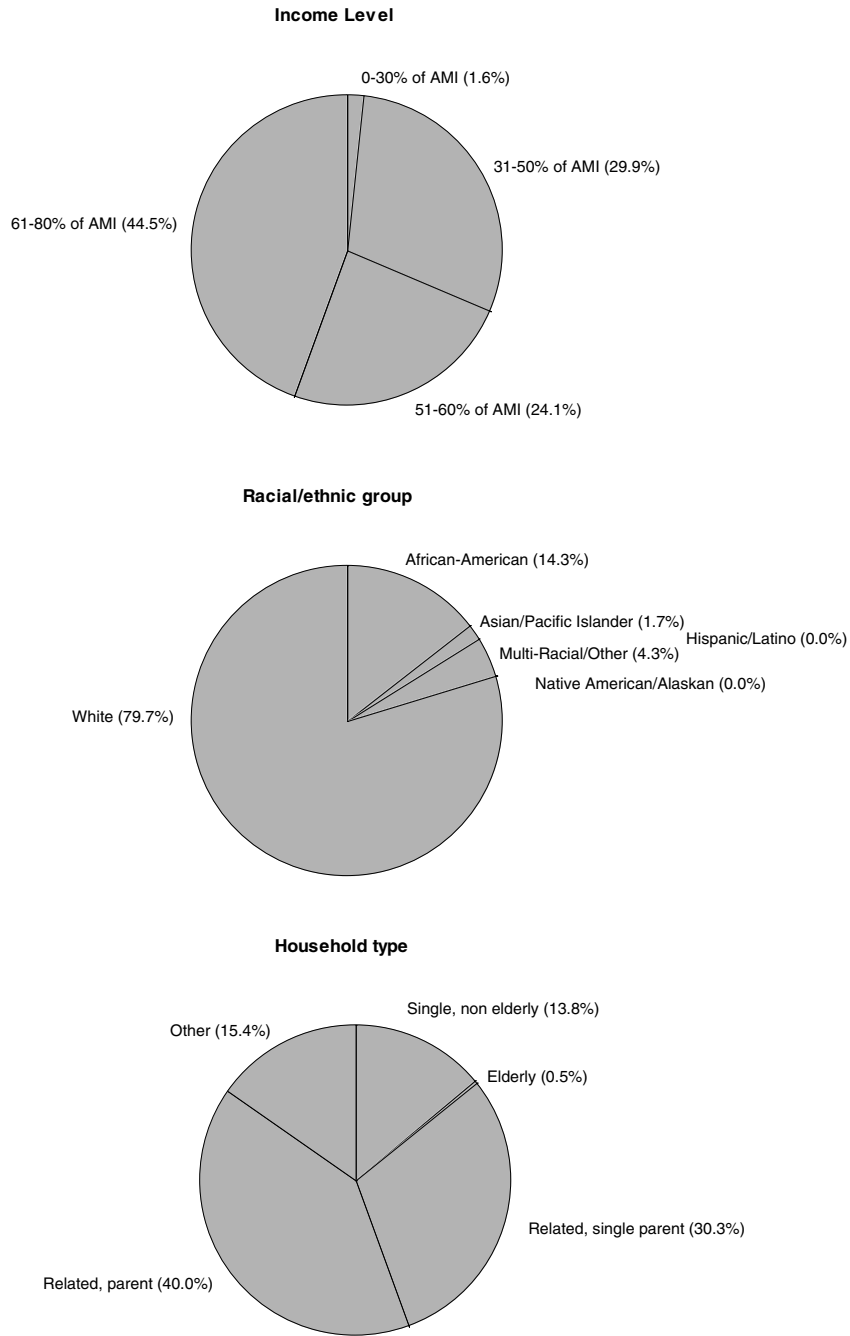 Income Level
0-30% of AMI (1.6%)
31-50% of AMI (29.9%)
61-80% of AMI (44.5%)
51-60% of AMI (24.1%)
Racial/ethnic group
African-American (14.3%)
Asian/Pacific Islander (1.7%)
Hispanic/Latino (0.0%)
Multi-Racial/Other (4.3%)
Native American/Alaskan (0.0%)
White (79.7%)
Household type
Single, non elderly (13.8%)
Other (15.4%)
Elderly (0.5%)
Related, single parent (30.3%)
Related, parent (40.0%)